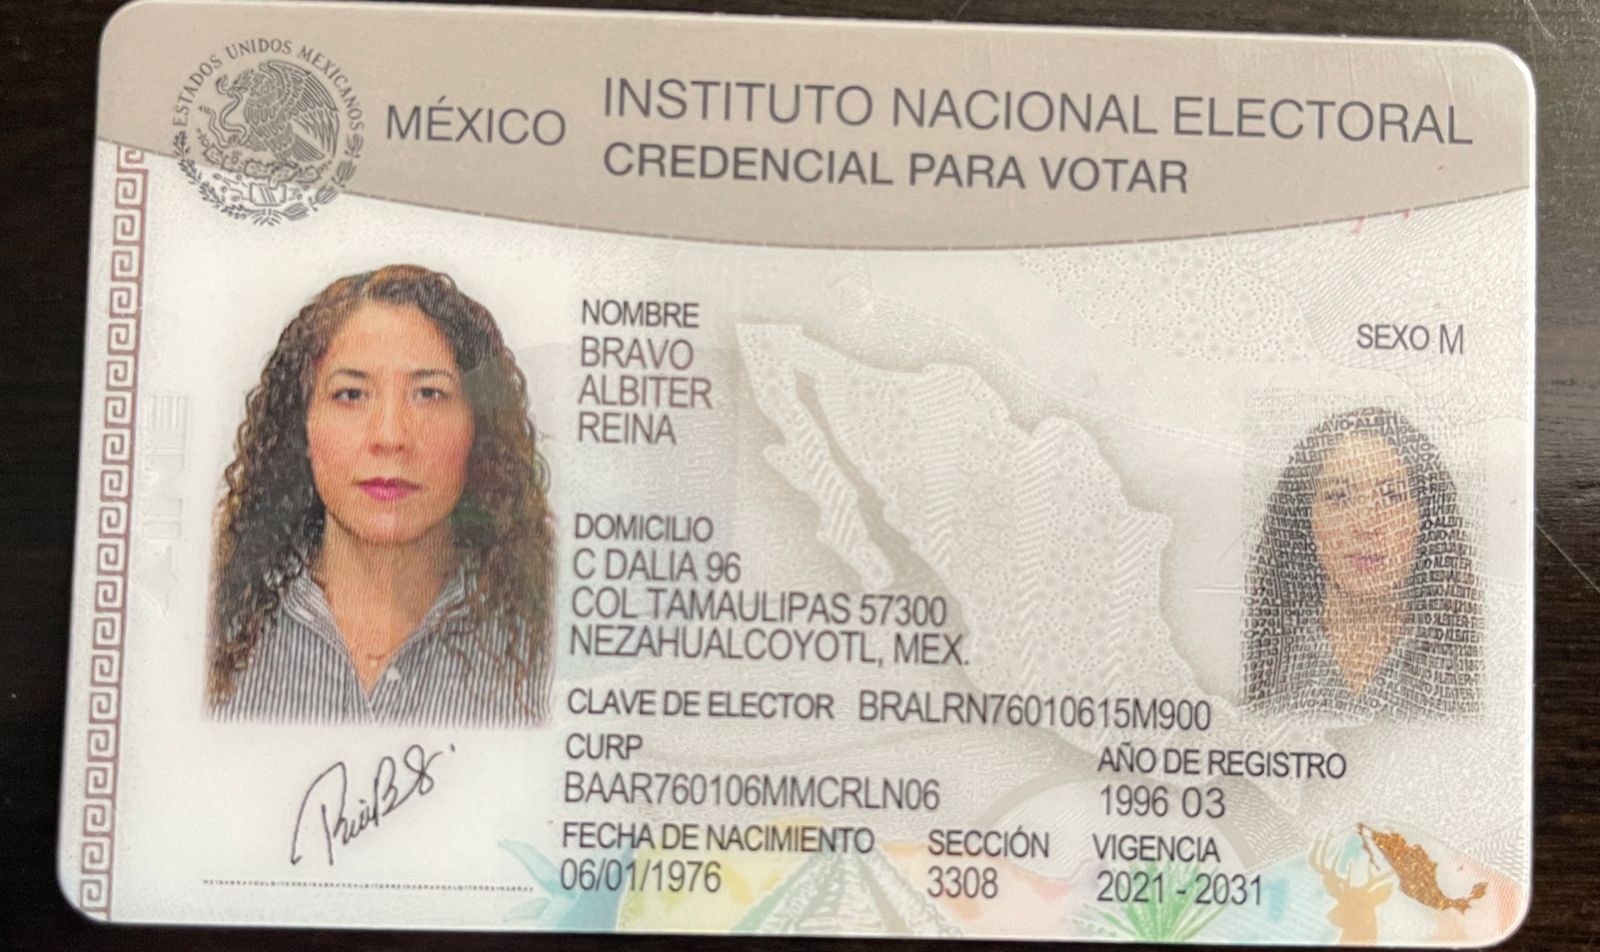 ESTADOS UNIDOS MEXICANOS
MÉXICO
INSTITUTO NACIONAL ELECTORAL
CREDENCIAL PARA VOTAR
NOMBRE
BRAVO
ALBITER
REINA
SEXO M
DOMICILIO
C DALIA 96
COL TAMAULIPAS 57300
NEZAHUALCOYOTL, MEX.
CLAVE DE ELECTOR BRALRN76010615M900
CURP
BAAR760106MMCRLN06
AÑO DE REGISTRO
1996 03
FECHA DE NACIMIENTO
06/01/1976
SECCIÓN
3308
VIGENCIA
2021 - 2031
INE